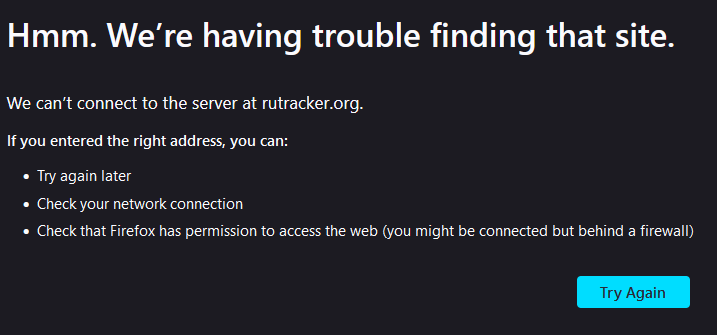 Hmm. We’re having trouble finding that site.
We can’t connect to the server at rutracker.org.
If you entered the right address, you can:
• Try again later
• Check your network connection
• Check that Firefox has permission to access the web (you might be connected but behind a firewall)
Try Again